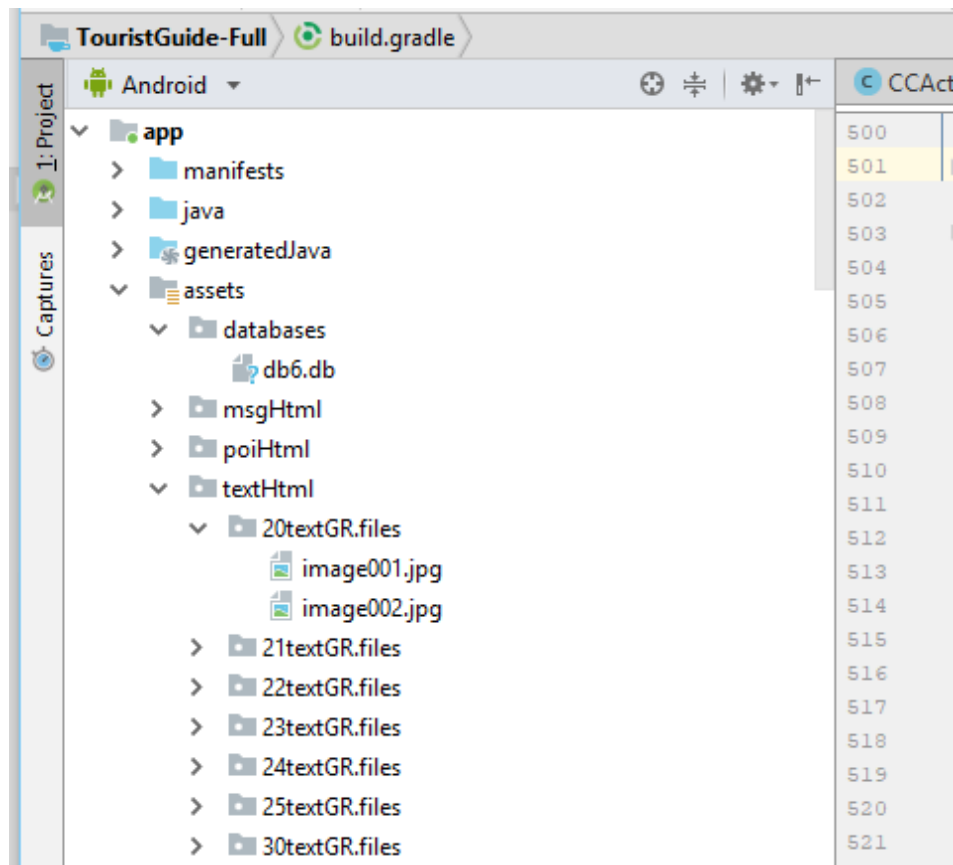 TouristGuide-Full build.gradle
1: Project
Captures
Android
CCAct
app
manifests
java
generatedJava
assets
databases
db6.db
msgHtml
poiHtml
textHtml
20textGR.files
image001.jpg
image002.jpg
21textGR.files
22textGR.files
23textGR.files
24textGR.files
25textGR.files
30textGR.files
500
501
502
503
504
505
506
507
508
509
510
511
512
513
514
515
516
517
518
519
520
521